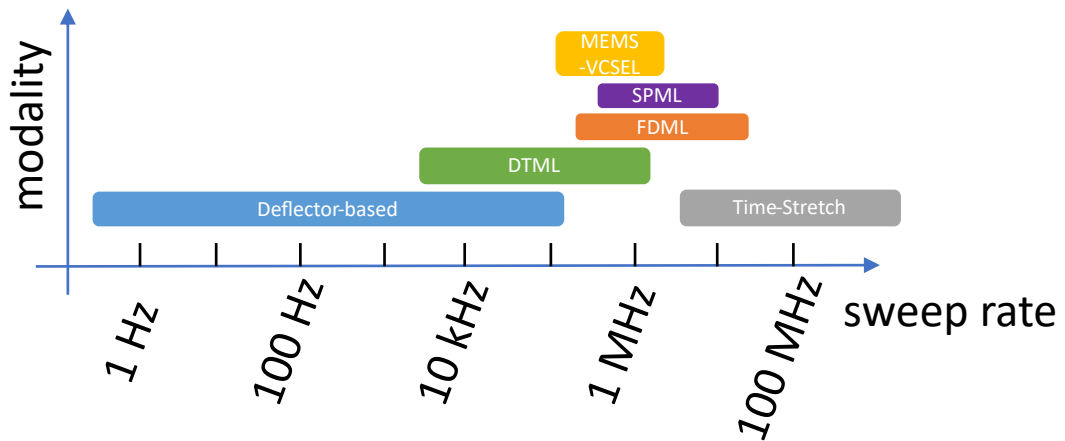 modality
MEMS
-VCSEL
SPML
FDML
DTML
Deflector-based
Time-Stretch
1 Hz
100 Hz
10 kHz
1 MHz
100 MHz
sweep rate